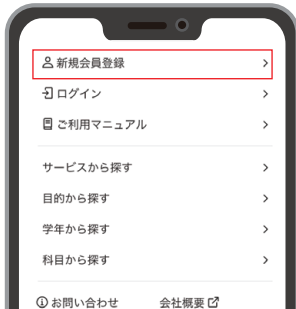 新規会員登録
ログイン
ご利用マニュアル
サービスから探す
目的から探す
学年から探す
科目から探す
お問い合わせ 会社概要